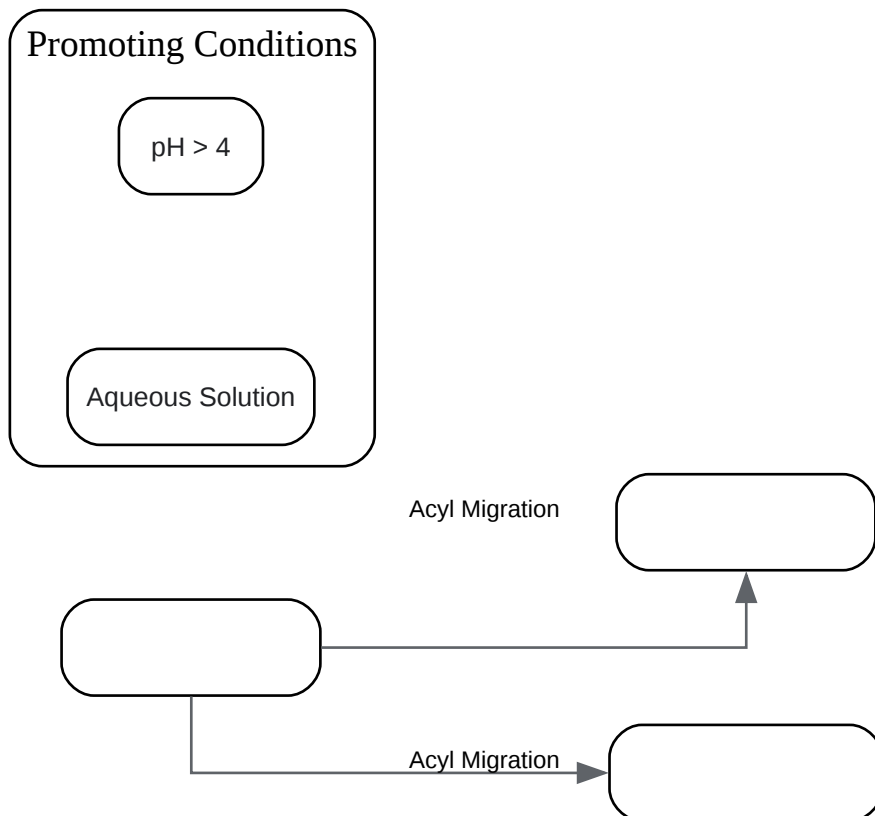 Promoting Conditions
pH > 4
Aqueous Solution
Acyl Migration
Acyl Migration